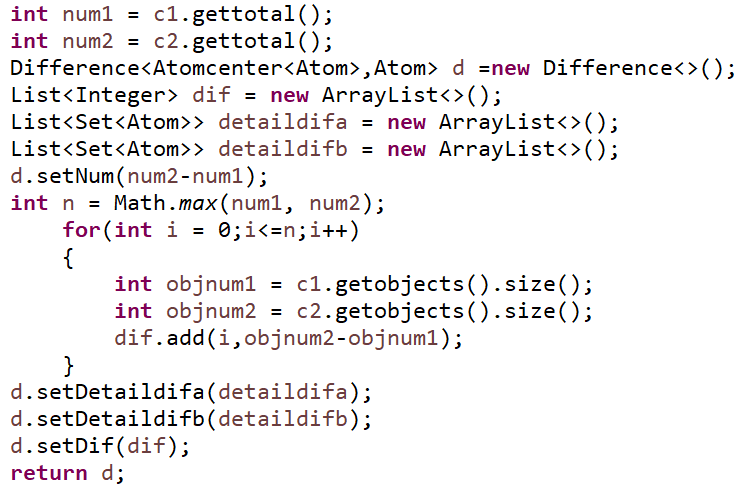 int num1 = c1.gettotal();
int num2 = c2.gettotal();
Difference<Atomcenter<Atom>,Atom> d =new Difference<>();
List<Integer> dif = new ArrayList<>();
List<Set<Atom>> detaildifa = new ArrayList<>();
List<Set<Atom>> detaildifb = new ArrayList<>();
d.setNum(num2-num1);
int n = Math.max(num1, num2);
    for(int i = 0;i<=n;i++)
    {
        int objnum1 = c1.getobjects().size();
        int objnum2 = c2.getobjects().size();
        dif.add(i,objnum2-objnum1);
    }
d.setDetaildifa(detaildifa);
d.setDetaildifb(detaildifb);
d.setDif(dif);
return d;